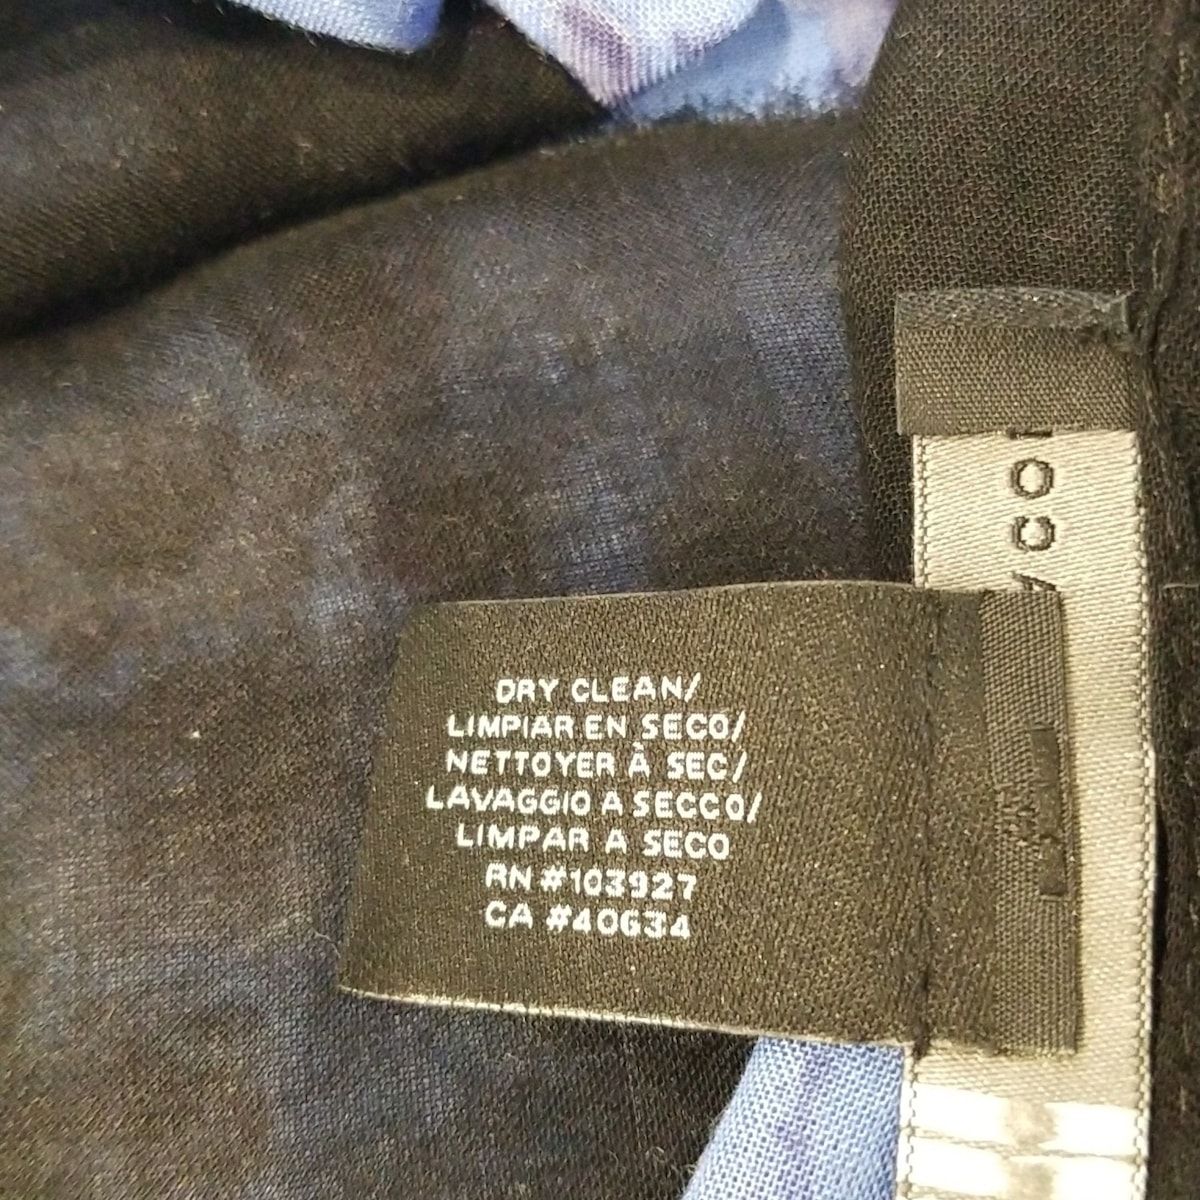 DRY CLEAN/
LIMPIAR EN SECO/
NETTOYER À SEC/
LAVAGGIO A SECCO/
LIMPAR A SECO
RN #103927
CA #40634